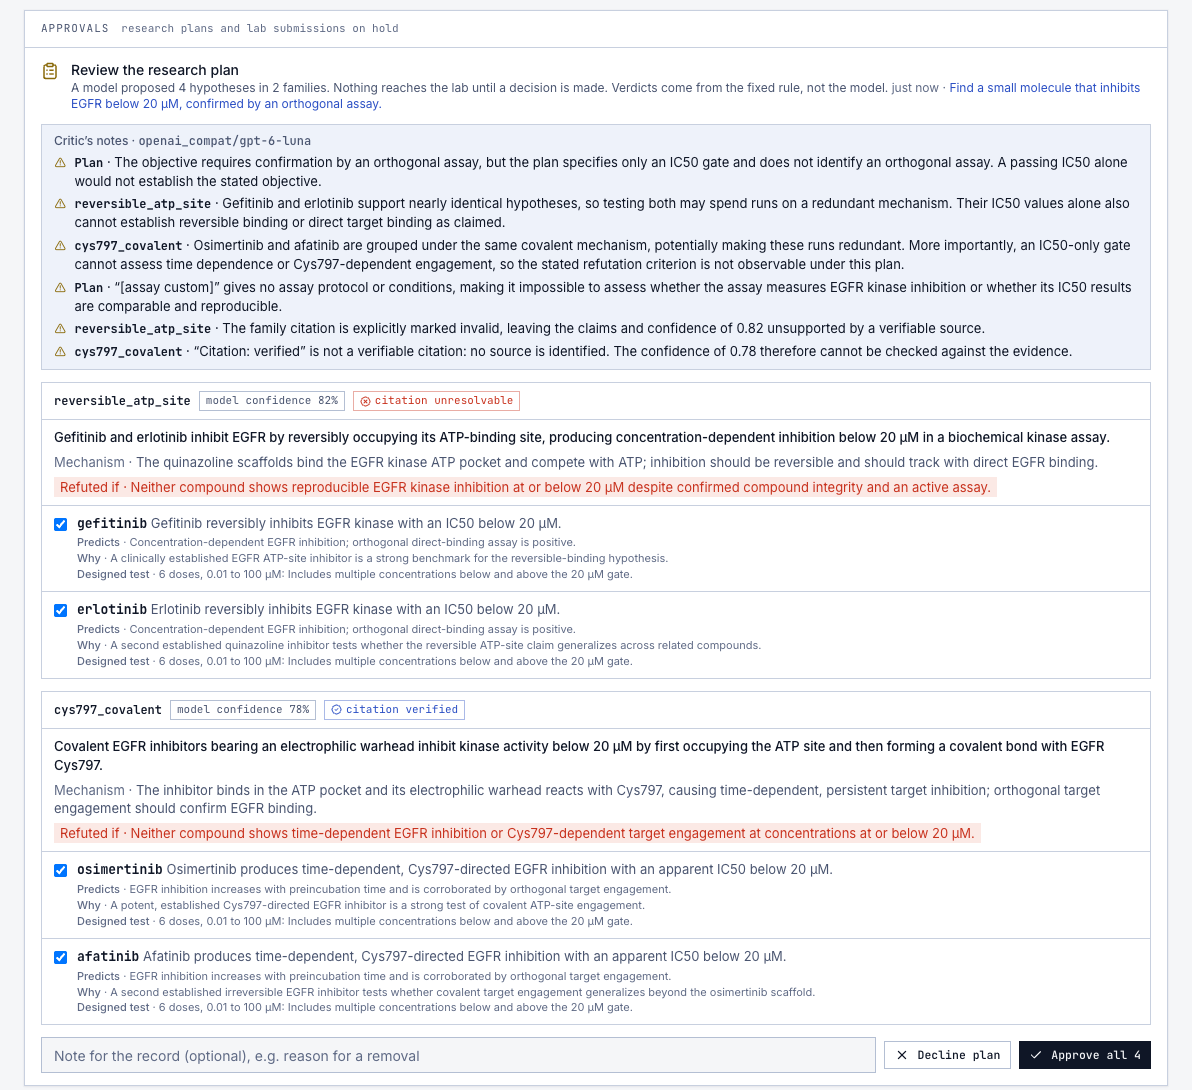 APPROVALS research plans and lab submissions on hold
Review the research plan
A model proposed 4 hypotheses in 2 families. Nothing reaches the lab until a decision is made. Verdicts come from the fixed rule, not the model. just now · Find a small molecule that inhibits
EGFR below 20 µM, confirmed by an orthogonal assay.
Critic's notes · openai_compat/gpt-6-luna
Plan · The objective requires confirmation by an orthogonal assay, but the plan specifies only an IC50 gate and does not identify an orthogonal assay. A passing IC50 alone
would not establish the stated objective.
reversible_atp_site · Gefitinib and erlotinib support nearly identical hypotheses, so testing both may spend runs on a redundant mechanism. Their IC50 values alone also
cannot establish reversible binding or direct target binding as claimed.
cys797_covalent · Osimertinib and afatinib are grouped under the same covalent mechanism, potentially making these runs redundant. More importantly, an IC50-only gate
cannot assess time dependence or Cys797-dependent engagement, so the stated refutation criterion is not observable under this plan.
Plan · “[assay custom]” gives no assay protocol or conditions, making it impossible to assess whether the assay measures EGFR kinase inhibition or whether its IC50 results
are comparable and reproducible.
reversible_atp_site · The family citation is explicitly marked invalid, leaving the claims and confidence of 0.82 unsupported by a verifiable source.
cys797_covalent · “Citation: verified” is not a verifiable citation: no source is identified. The confidence of 0.78 therefore cannot be checked against the evidence.
reversible_atp_site model confidence 82% citation unresolvable
Gefitinib and erlotinib inhibit EGFR by reversibly occupying its ATP-binding site, producing concentration-dependent inhibition below 20 µM in a biochemical kinase assay.
Mechanism · The quinazoline scaffolds bind the EGFR kinase ATP pocket and compete with ATP; inhibition should be reversible and should track with direct EGFR binding.
Refuted if · Neither compound shows reproducible EGFR kinase inhibition at or below 20 µM despite confirmed compound integrity and an active assay.
gefitinib Gefitinib reversibly inhibits EGFR kinase with an IC50 below 20 µM.
Predicts · Concentration-dependent EGFR inhibition; orthogonal direct-binding assay is positive.
Why · A clinically established EGFR ATP-site inhibitor is a strong benchmark for the reversible-binding hypothesis.
Designed test · 6 doses, 0.01 to 100 µM: Includes multiple concentrations below and above the 20 µM gate.
erlotinib Erlotinib reversibly inhibits EGFR kinase with an IC50 below 20 µM.
Predicts · Concentration-dependent EGFR inhibition; orthogonal direct-binding assay is positive.
Why · A second established quinazoline inhibitor tests whether the reversible ATP-site claim generalizes across related compounds.
Designed test · 6 doses, 0.01 to 100 µM: Includes multiple concentrations below and above the 20 µM gate.
cys797_covalent model confidence 78% citation verified
Covalent EGFR inhibitors bearing an electrophilic warhead inhibit kinase activity below 20 µM by first occupying the ATP site and then forming a covalent bond with EGFR
Cys797.
Mechanism · The inhibitor binds in the ATP pocket and its electrophilic warhead reacts with Cys797, causing time-dependent, persistent target inhibition; orthogonal target
engagement should confirm EGFR binding.
Refuted if · Neither compound shows time-dependent EGFR inhibition or Cys797-dependent target engagement at concentrations at or below 20 µM.
osimertinib Osimertinib produces time-dependent, Cys797-directed EGFR inhibition with an apparent IC50 below 20 µM.
Predicts · EGFR inhibition increases with preincubation time and is corroborated by orthogonal target engagement.
Why · A potent, established Cys797-directed EGFR inhibitor is a strong test of covalent ATP-site engagement.
Designed test · 6 doses, 0.01 to 100 µM: Includes multiple concentrations below and above the 20 µM gate.
afatinib Afatinib produces time-dependent, Cys797-directed EGFR inhibition with an apparent IC50 below 20 µM.
Predicts · EGFR inhibition increases with preincubation time and is corroborated by orthogonal target engagement.
Why · A second established irreversible EGFR inhibitor tests whether covalent target engagement generalizes beyond the osimertinib scaffold.
Designed test · 6 doses, 0.01 to 100 µM: Includes multiple concentrations below and above the 20 µM gate.
Note for the record (optional), e.g. reason for a removal
Decline plan
Approve all 4